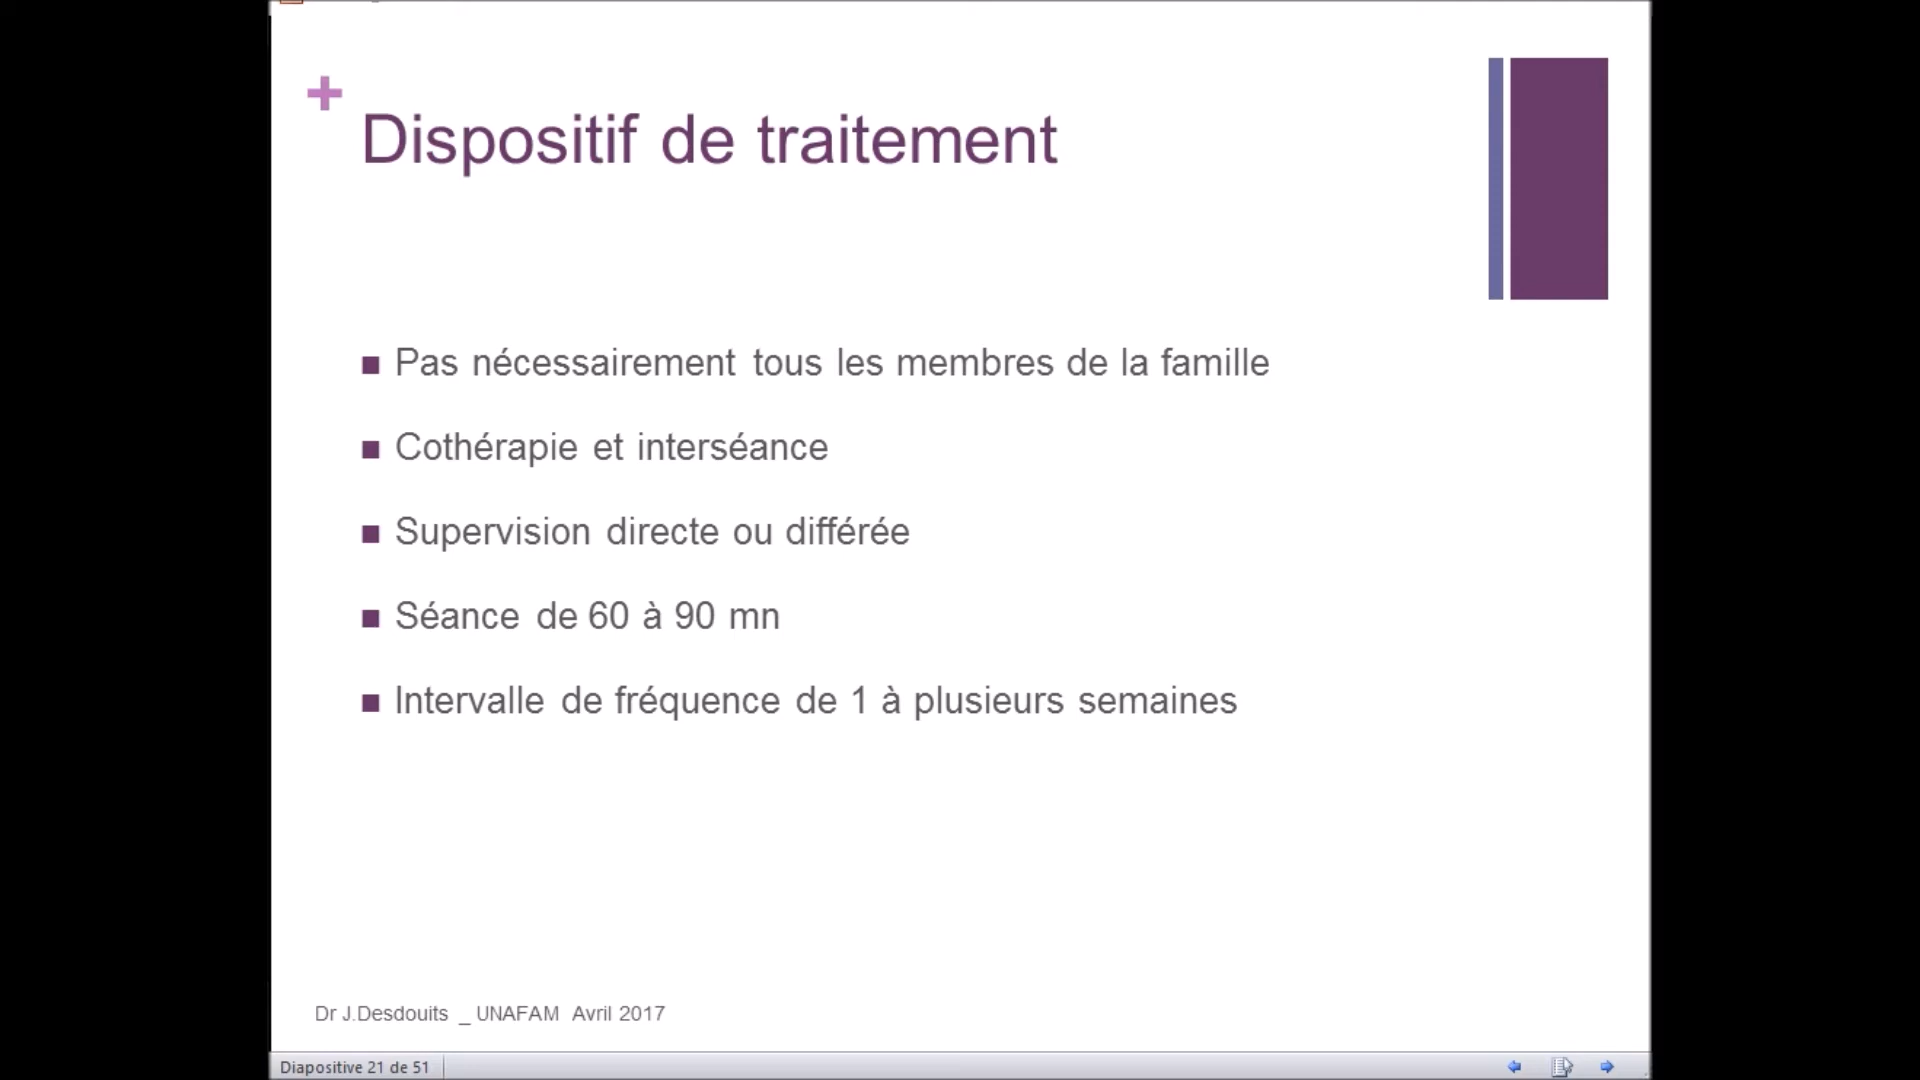 +
Dispositif de traitement
Pas nécessairement tous les membres de la famille
Cothérapie et interséance
Supervision directe ou différée
Séance de 60 à 90 mn
Intervalle de fréquence de 1 à plusieurs semaines
Dr J.Desdouits _ UNAFAM Avril 2017
Diapositive 21 de 51